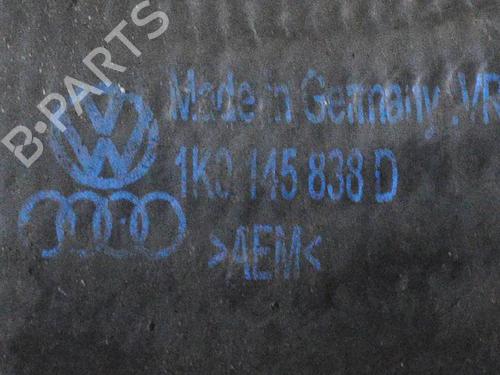 B-PARTS
Made in Germany .VR
1K0 145 838 D
>AEM<